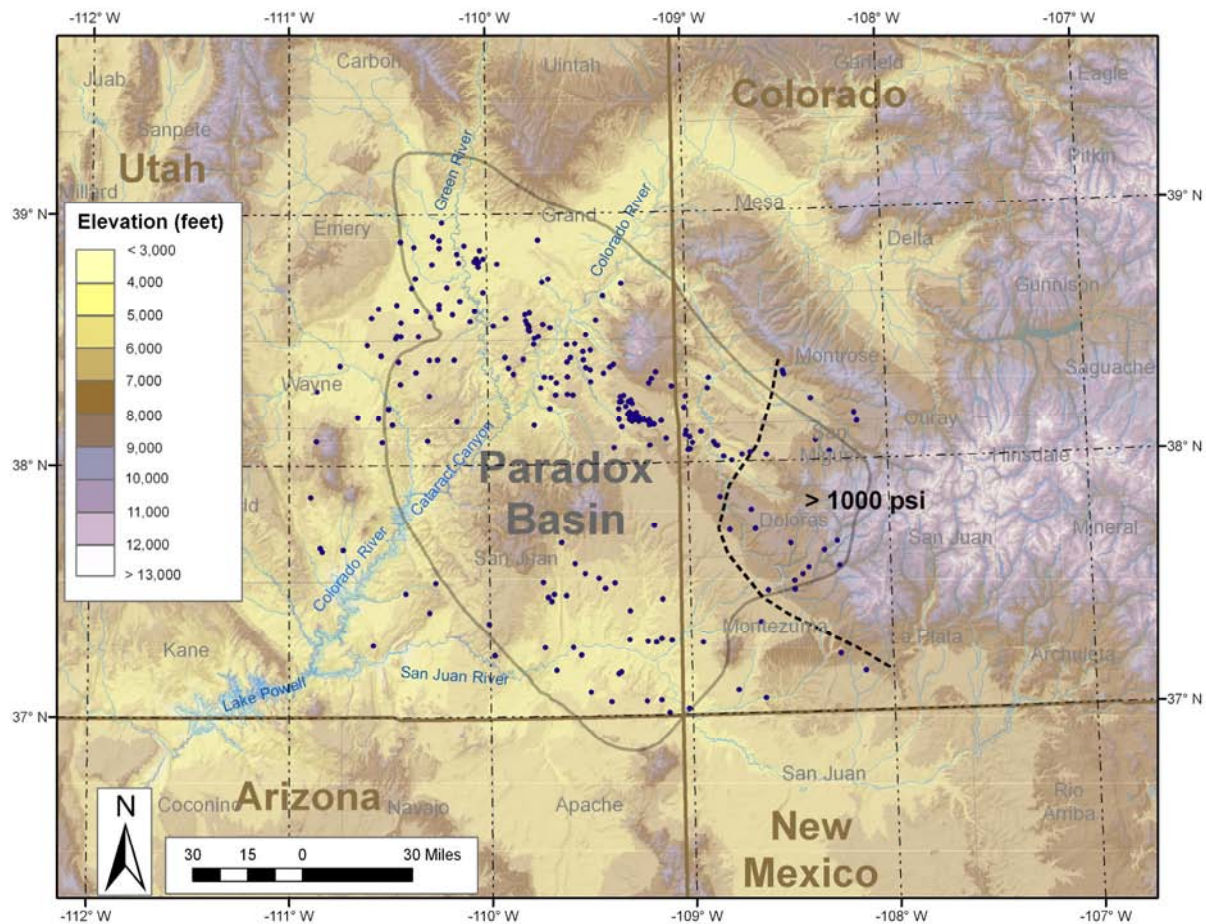 -112° W
-111° W
-110° W
-109° W
-108° W
-107° W
Juab
Carbon
Uintah
Garfield
Eagle
Colorado
Sanpete
Pitkin
Utah
Green River
Millard
Colorado River
Mesa
39° N
39° N
Grand
Elevation (feet)
Emery
Delta
< 3,000
4,000
5,000
6,000
7,000
8,000
9,000
10,000
11,000
12,000
> 13,000
Gunnison
Montrose
Saguache
Wayne
Ouray
San
Miguel
Hinsdale
38° N
38° N
Cataract Canyon
Paradox
Basin
> 1000 psi
Doloras
San Juan
Mineral
San Juan
Colorado River
Montezuma
La Plata
Archuleta
Kane
San Juan River
Lake Powell
37° N
37° N
San Juan
Arizona
Coconino
Navajo
Apache
Rio
Arriba
N
New
Mexico
30 15 0 30 Miles
-112° W
-111° W
-110° W
-109° W
-108° W
-107° W